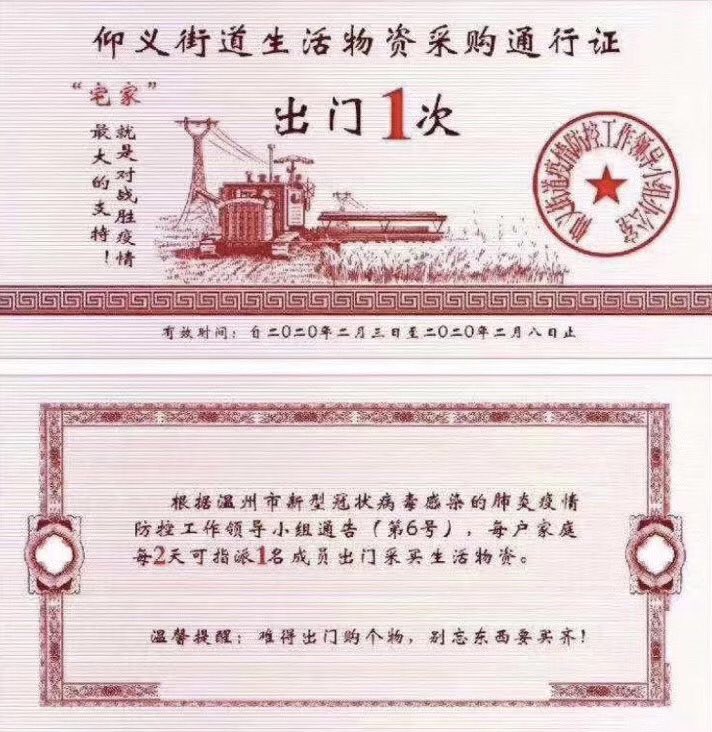 仰义街道生活物资采购通行证
“宅家”
就是对战胜疫情
最大的支持！
出门1次
仰义街道疫情防控工作领导小组办公室
有效时间：自二〇二〇年二月三日至二〇二〇年二月八日止
根据温州市新型冠状病毒感染的肺炎疫情
防控工作领导小组通告（第6号），每户家庭
每2天可指派1名成员出门采买生活物资。
温馨提醒：难得出门购个物，别忘东西要买齐！